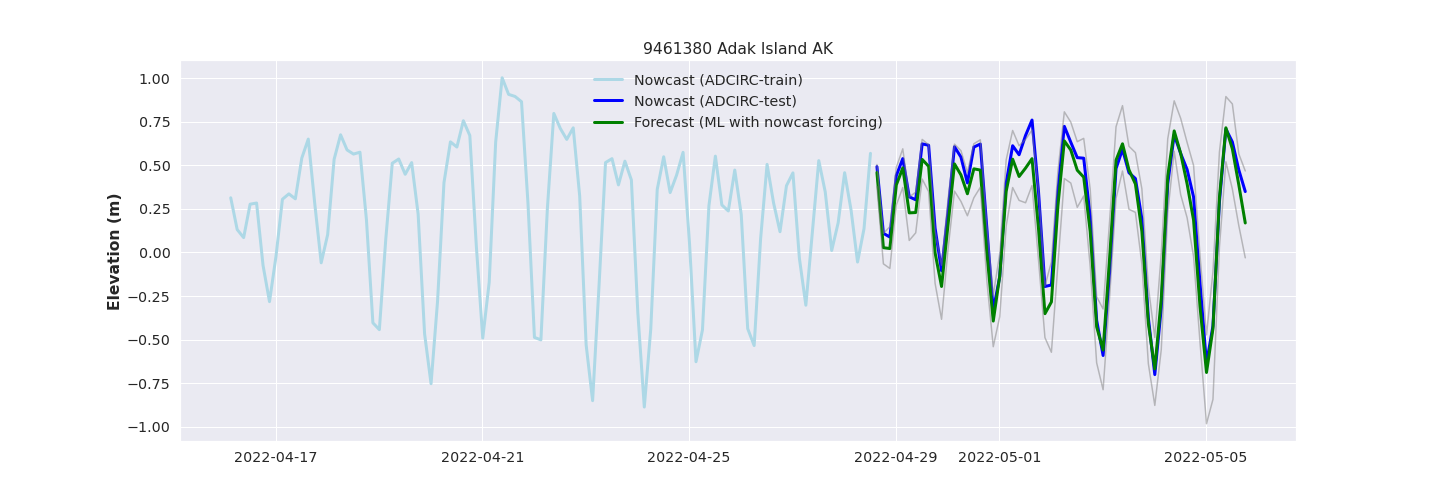 9461380 Adak Island AK
Nowcast (ADCIRC-train)
Nowcast (ADCIRC-test)
Forecast (ML with nowcast forcing)
Elevation (m)
1.00
0.75
0.50
0.25
0.00
−0.25
−0.50
−0.75
−1.00
2022-04-17 2022-04-21 2022-04-25 2022-04-29 2022-05-01 2022-05-05